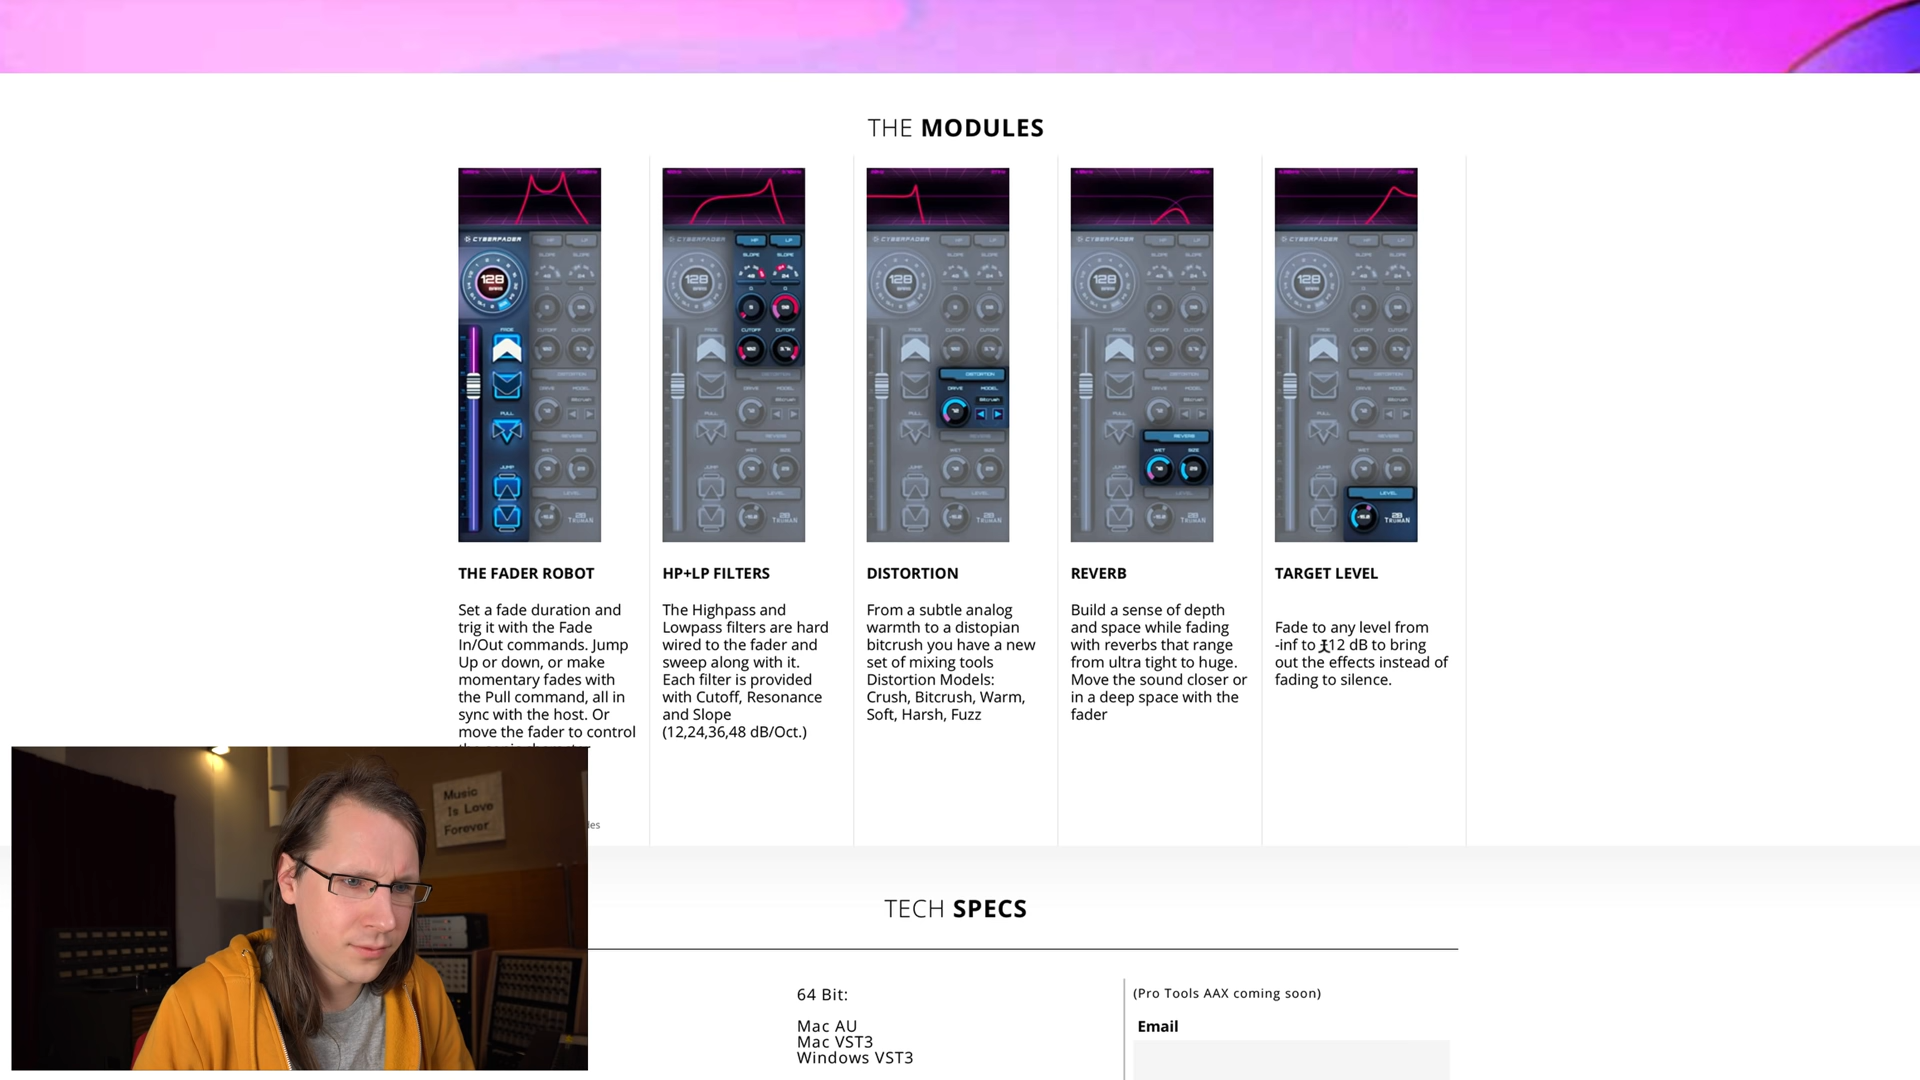 THE MODULES
THE FADER ROBOT
Set a fade duration and
trig it with the Fade
In/Out commands. Jump
Up or down, or make
momentary fades with
the Pull command, all in
sync with the host. Or
move the fader to control
HP+LP FILTERS
The Highpass and
Lowpass filters are hard
wired to the fader and
sweep along with it.
Each filter is provided
with Cutoff, Resonance
and Slope
(12,24,36,48 dB/Oct.)
DISTORTION
From a subtle analog
warmth to a distopian
bitcrush you have a new
set of mixing tools
Distortion Models:
Crush, Bitcrush, Warm,
Soft, Harsh, Fuzz
REVERB
Build a sense of depth
and space while fading
with reverbs that range
from ultra tight to huge.
Move the sound closer or
in a deep space with the
fader
TARGET LEVEL
Fade to any level from
-inf to 12 dB to bring
out the effects instead of
fading to silence.
Music
Is Love
Forever
TECH SPECS
64 Bit:
Mac AU
Mac VST3
Windows VST3
(Pro Tools AAX coming soon)
Email